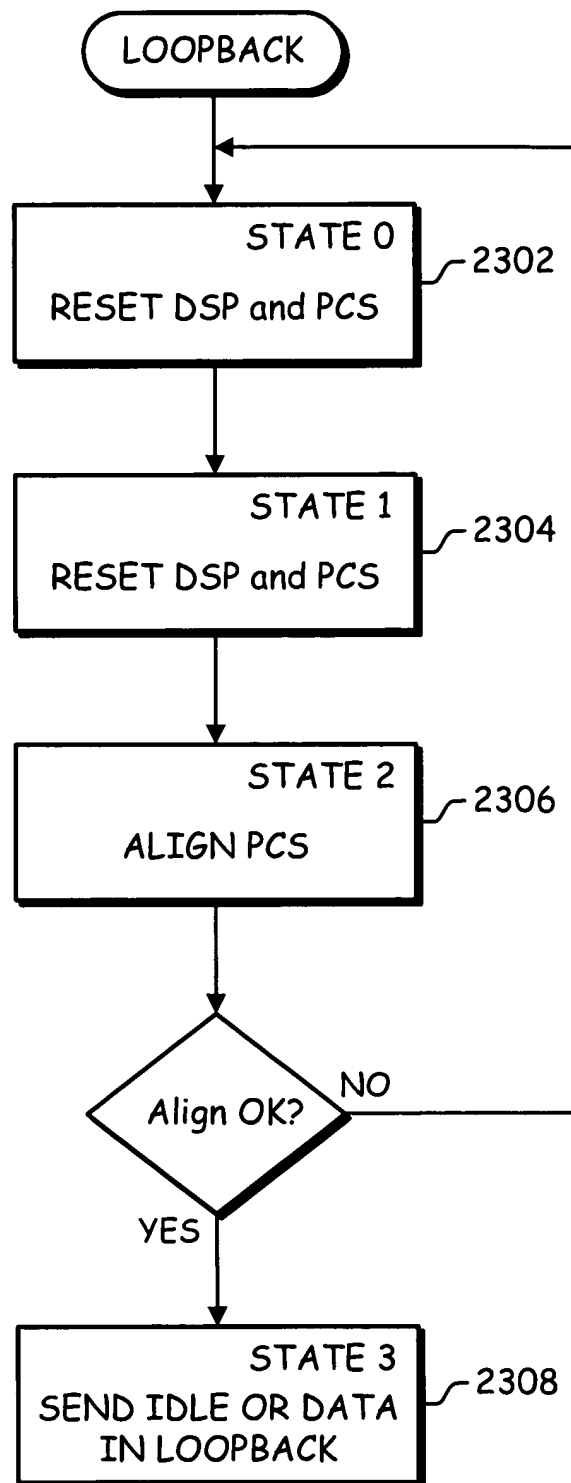 LOOPBACK
STATE 0
RESET DSP and PCS
2302
STATE 1
RESET DSP and PCS
2304
STATE 2
ALIGN PCS
2306
Align OK?
NO
YES
STATE 3
SEND IDLE OR DATA
IN LOOPBACK
2308